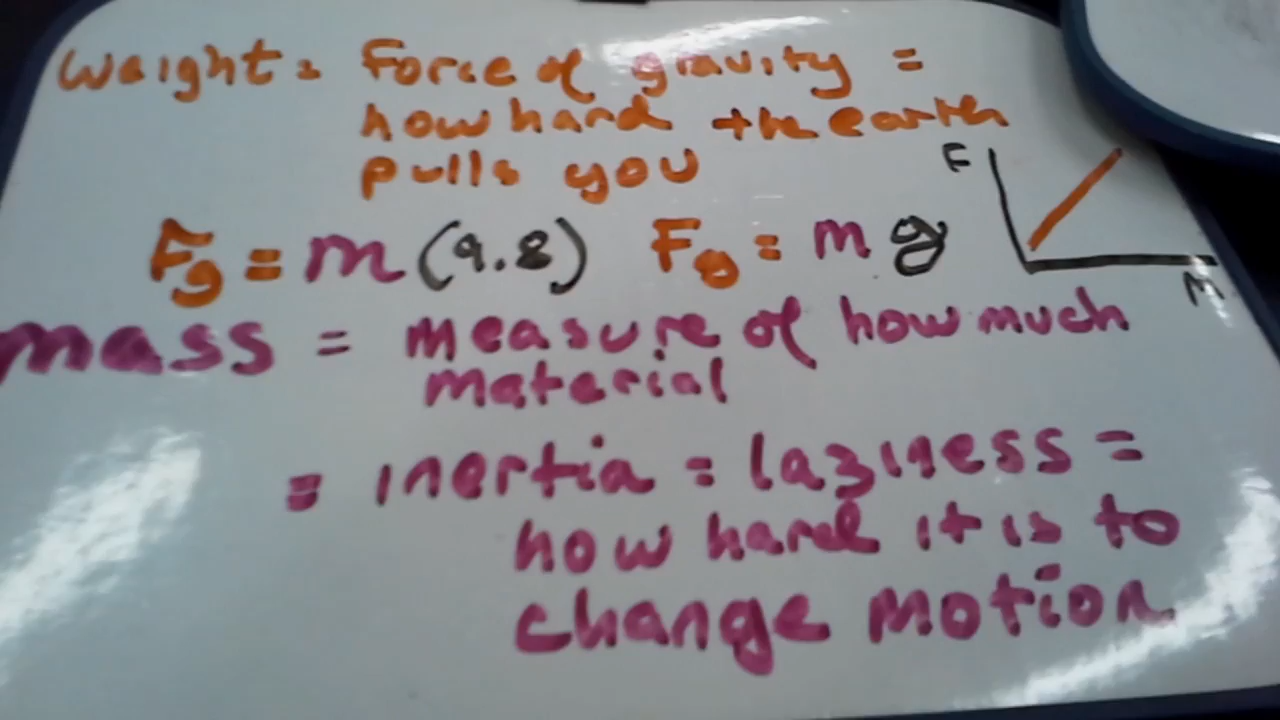 Weight = Force of gravity =
how hard the earth
pulls you
F
Fg = m (9.8) Fg = m g
M
mass = measure of how much
material
= inertia = laziness =
how hard it is to
change motion